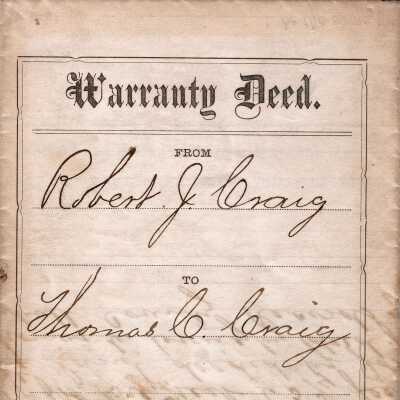 Warranty Deed.
FROM
Robert J. Craig
TO
Thomas C. Craig